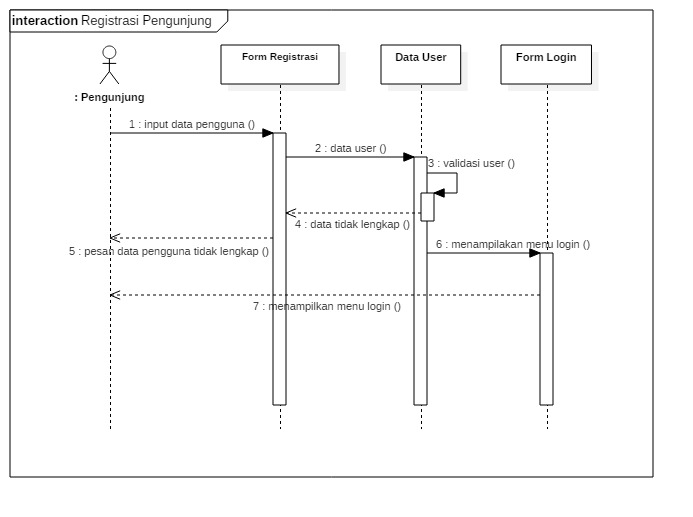 interaction Registrasi Pengunjung
: Pengunjung
Form Registrasi
Data User
Form Login
1 : input data pengguna ()
2 : data user ()
3 : validasi user ()
4 : data tidak lengkap ()
5 : pesan data pengguna tidak lengkap ()
6 : menampilakan menu login ()
7 : menampilkan menu login ()